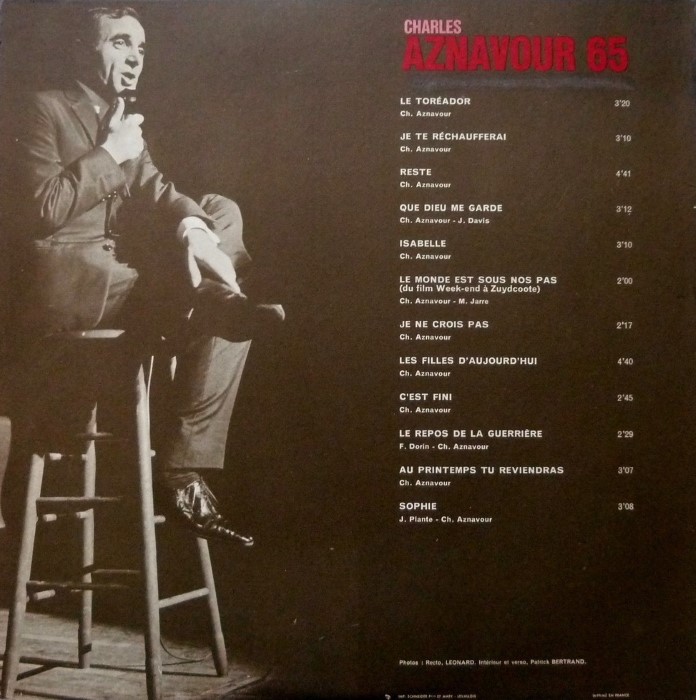 CHARLES
AZNAVOUR 65
LE TORÉADOR 3'20
Ch. Aznavour
JE TE RÉCHAUFFERAI 3'10
Ch. Aznavour
RESTE 4'41
Ch. Aznavour
QUE DIEU ME GARDE 3'12
Ch. Aznavour - J. Davis
ISABELLE 3'10
Ch. Aznavour
LE MONDE EST SOUS NOS PAS 2'00
(du film Week-end à Zuydcoote)
Ch. Aznavour - M. Jarre
JE NE CROIS PAS 2'17
Ch. Aznavour
LES FILLES D'AUJOURD'HUI 4'40
Ch. Aznavour
C'EST FINI 2'45
Ch. Aznavour
LE REPOS DE LA GUERRIÈRE 2'29
F. Dorin - Ch. Aznavour
AU PRINTEMPS TU REVIENDRAS 3'07
Ch. Aznavour
SOPHIE 3'08
J. Plante - Ch. Aznavour
Photos : Recto, LEONARD. Intérieur et verso, Patrick BERTRAND.
IMP.